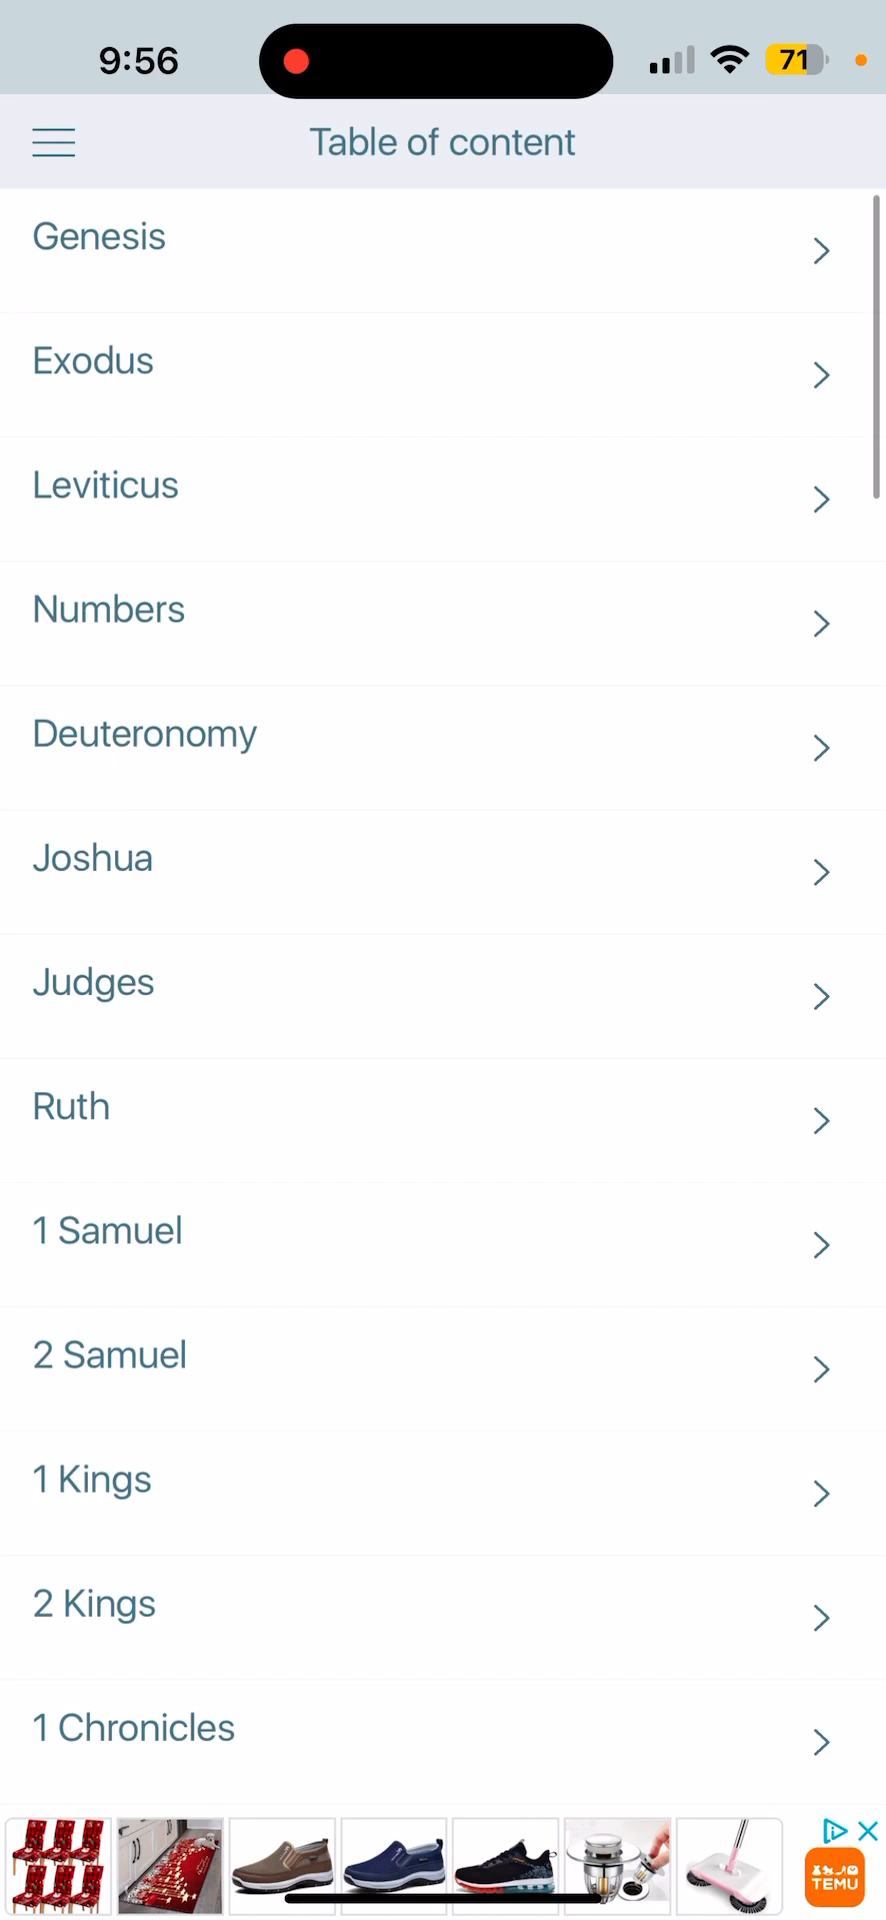 9:56
71
Table of content
Genesis
Exodus
Leviticus
Numbers
Deuteronomy
Joshua
Judges
Ruth
1 Samuel
2 Samuel
1 Kings
2 Kings
1 Chronicles
TEMU